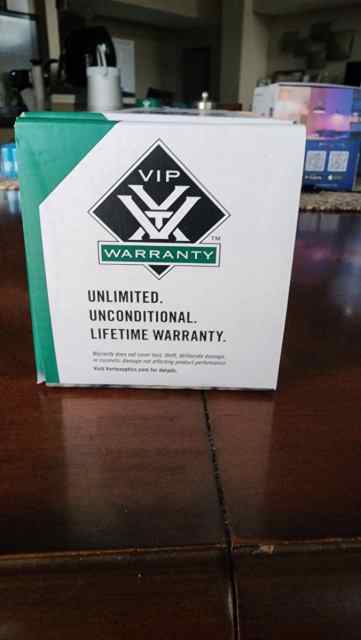 VIP
TM
WARRANTY
UNLIMITED.
UNCONDITIONAL.
LIFETIME WARRANTY.
Warranty does not cover loss, theft, deliberate damage,
or cosmetic damage not affecting product performance.
Visit VortexOptics.com for details.